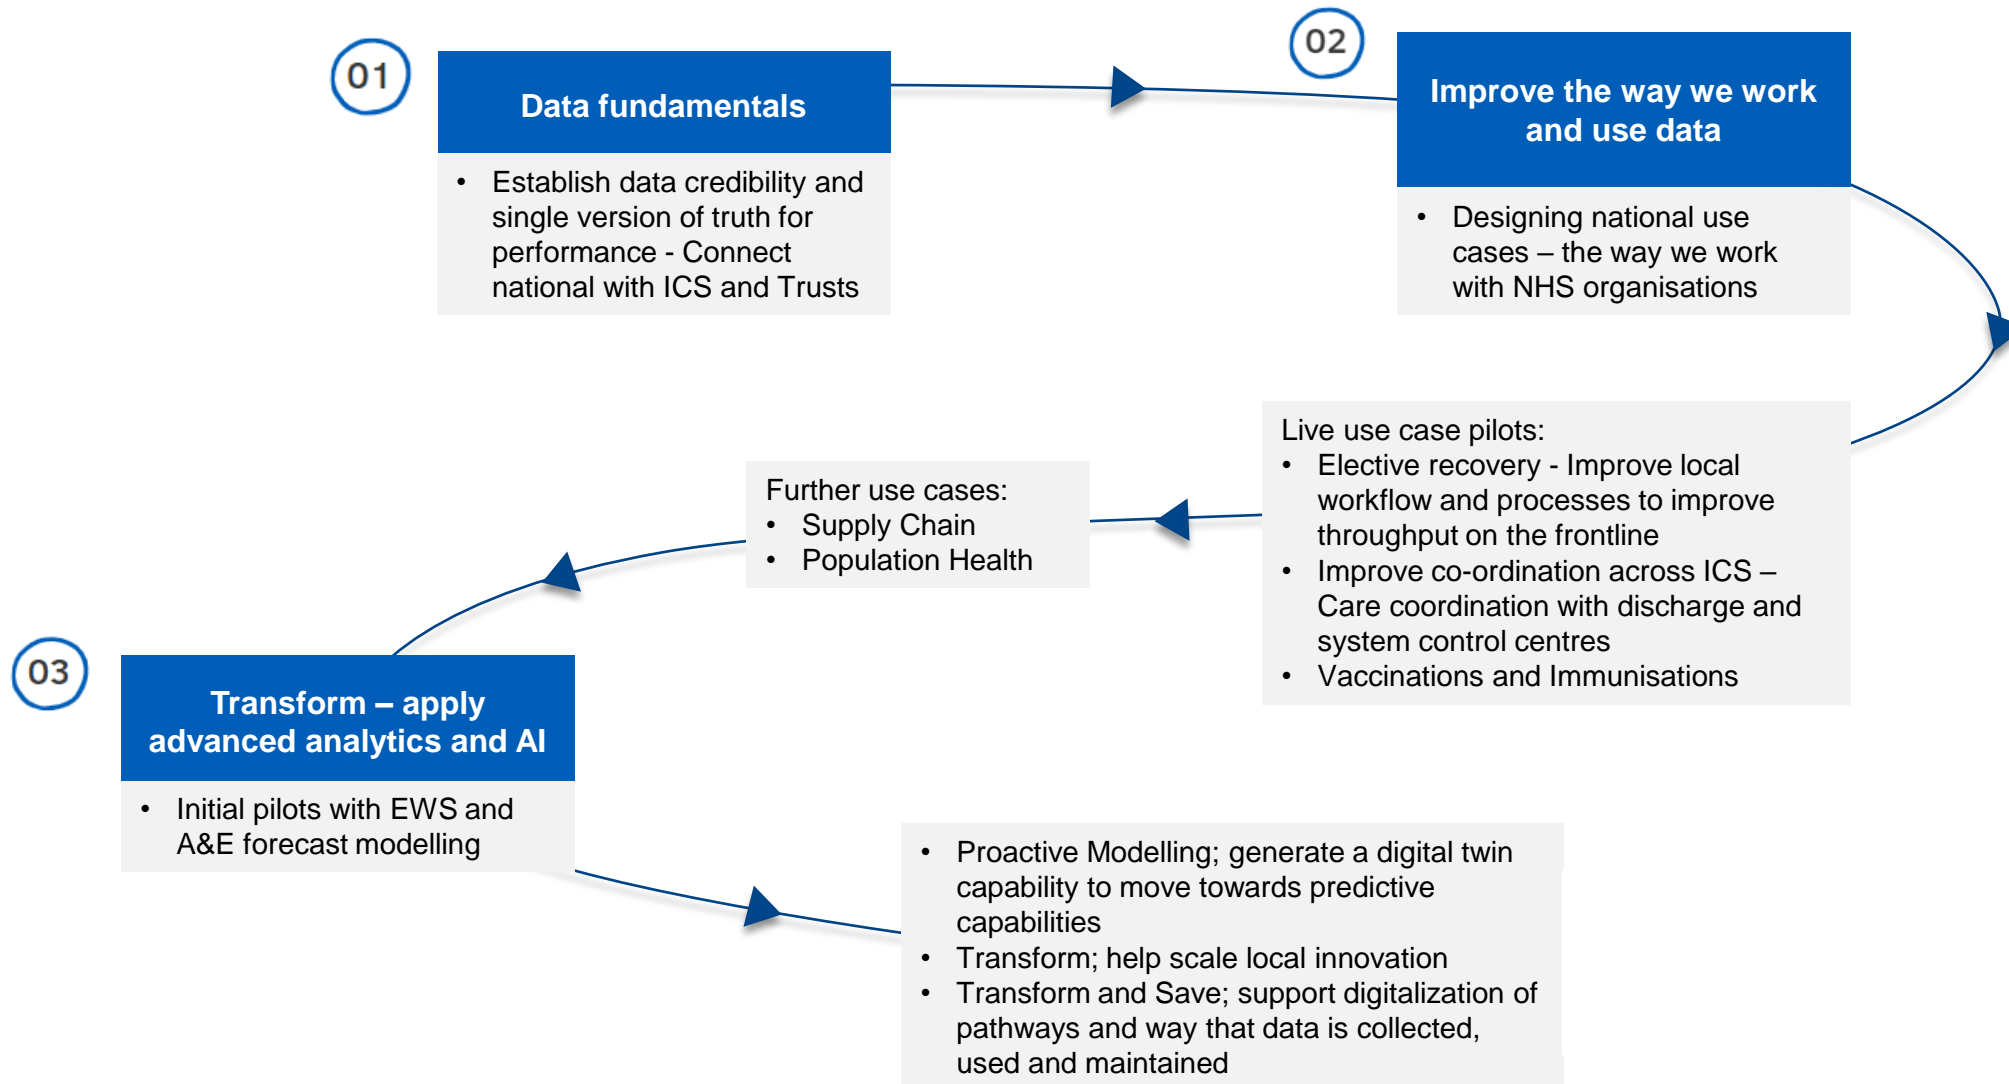 01
Data fundamentals
• Establish data credibility and
single version of truth for
performance - Connect
national with ICS and Trusts
02
Improve the way we work
and use data
• Designing national use
cases – the way we work
with NHS organisations
Live use case pilots:
• Elective recovery - Improve local
workflow and processes to improve
throughput on the frontline
• Improve co-ordination across ICS –
Care coordination with discharge and
system control centres
• Vaccinations and Immunisations
Further use cases:
• Supply Chain
• Population Health
03
Transform – apply
advanced analytics and AI
• Initial pilots with EWS and
A&E forecast modelling
• Proactive Modelling; generate a digital twin
capability to move towards predictive
capabilities
• Transform; help scale local innovation
• Transform and Save; support digitalization of
pathways and way that data is collected,
used and maintained